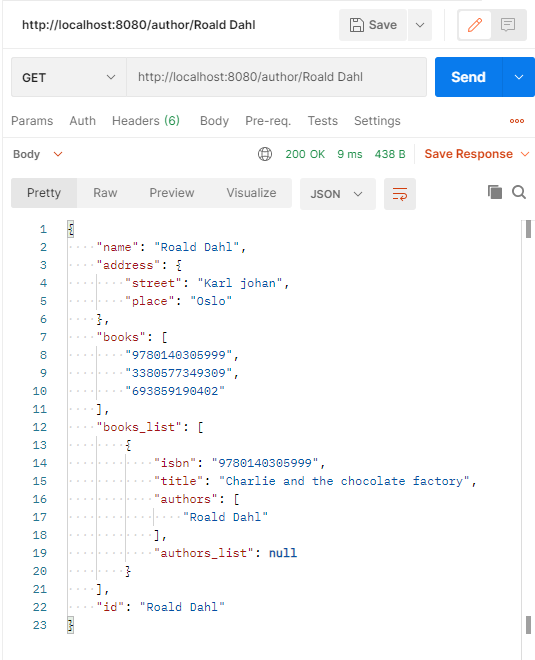 http://localhost:8080/author/Roald Dahl
Save
GET
http://localhost:8080/author/Roald Dahl
Send
Params Auth Headers (6) Body Pre-req. Tests Settings
Body 200 OK 9 ms 438 B Save Response
Pretty Raw Preview Visualize JSON
1 {
2 "name": "Roald Dahl",
3 "address": {
4 "street": "Karl johan",
5 "place": "Oslo"
6 },
7 "books": [
8 "9780140305999",
9 "3380577349309",
10 "693859190402"
11 ],
12 "books_list": [
13 {
14 "isbn": "9780140305999",
15 "title": "Charlie and the chocolate factory",
16 "authors": [
17 "Roald Dahl"
18 ],
19 "authors_list": null
20 }
21 ],
22 "id": "Roald Dahl"
23 }